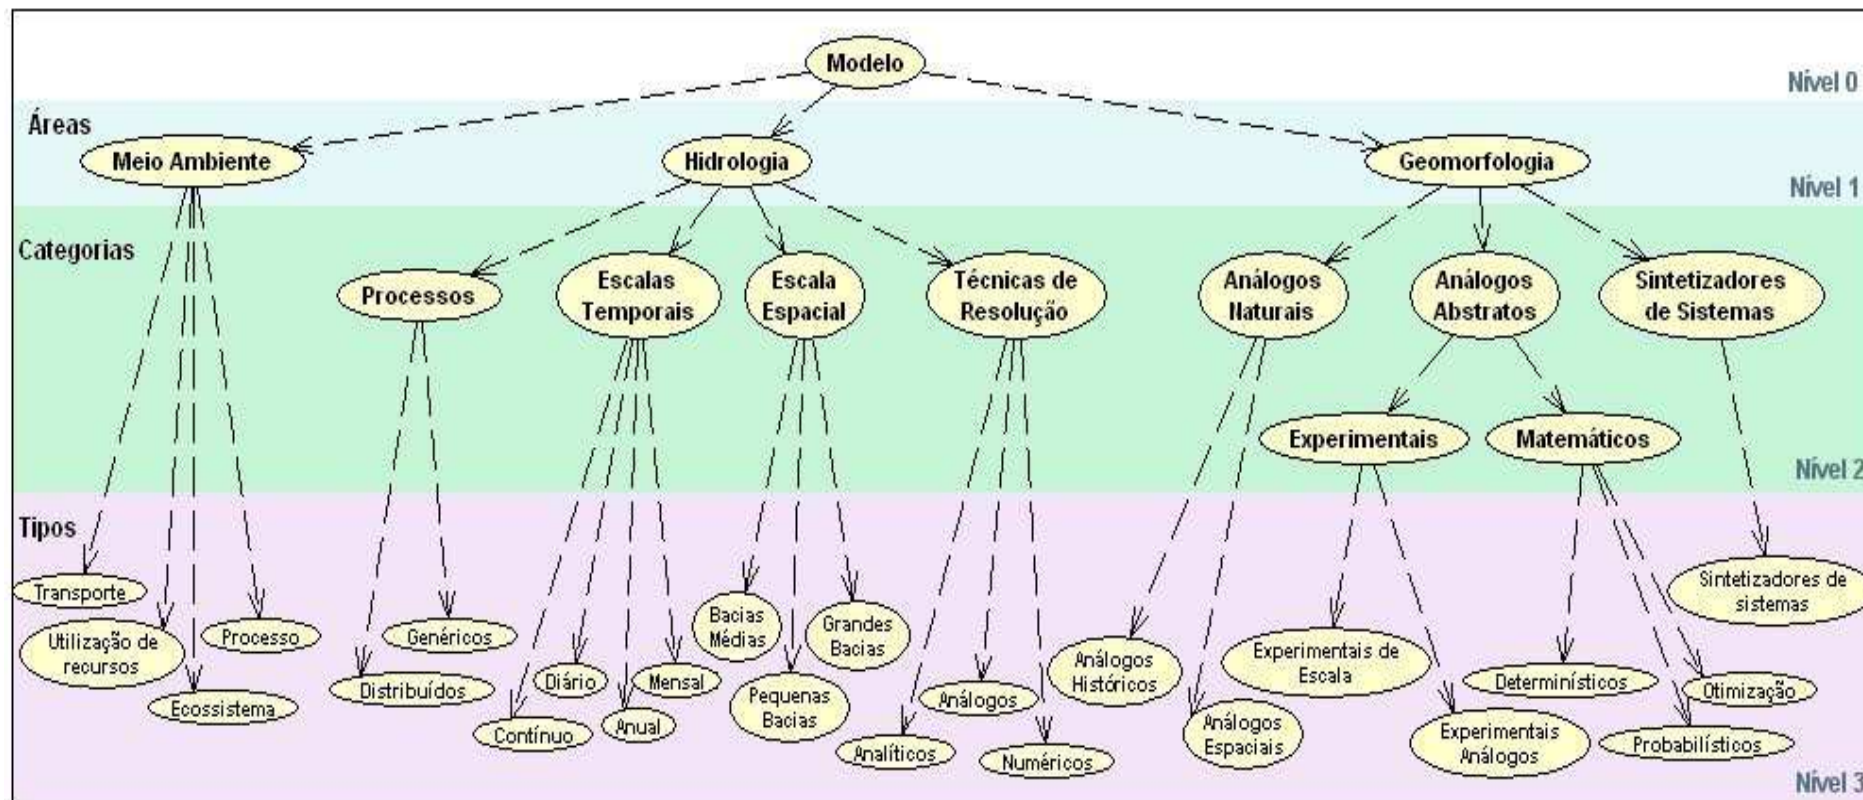 Modelo
Nível 0
Áreas
Meio Ambiente
Hidrologia
Geomorfologia
Nível 1
Categorias
Processos
Escalas
Temporais
Escala
Espacial
Técnicas de
Resolução
Análogos
Naturais
Análogos
Abstratos
Sintetizadores
de Sistemas
Experimentais
Matemáticos
Nível 2
Tipos
Transporte
Utilização de
recursos
Processo
Ecossistema
Genéricos
Distribuídos
Contínuo
Diário
Anual
Mensal
Bacias
Médias
Pequenas
Bacias
Grandes
Bacias
Analíticos
Análogos
Numéricos
Análogos
Históricos
Análogos
Espaciais
Experimentais de
Escala
Experimentais
Análogos
Determinísticos
Probabilísticos
Otimização
Sintetizadores de
sistemas
Nível 3